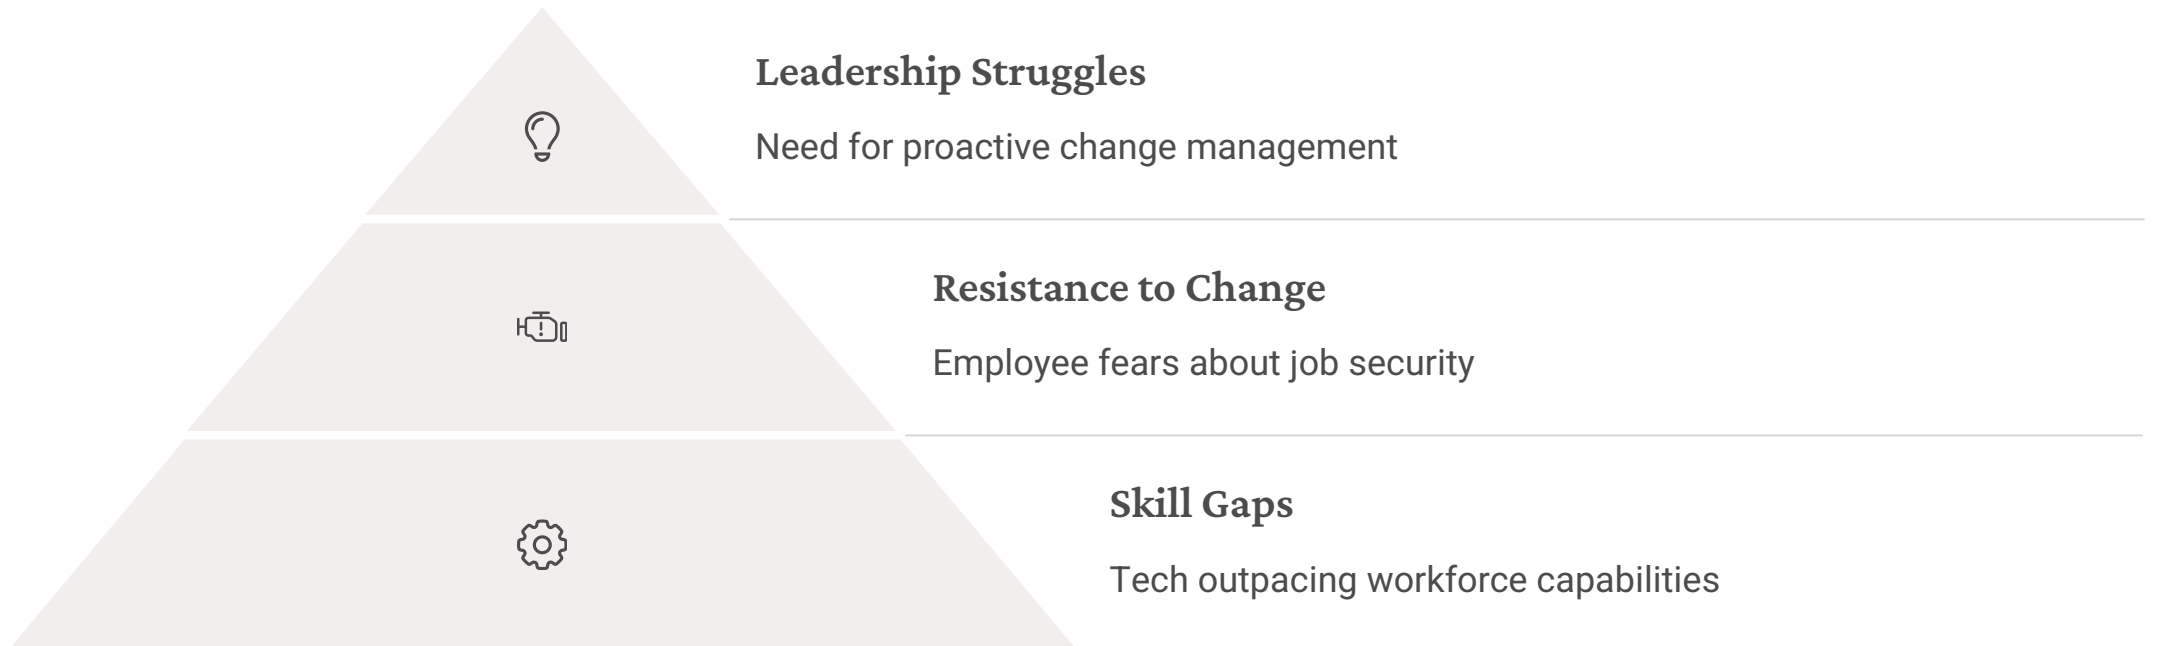 Leadership Struggles
Need for proactive change management
Resistance to Change
Employee fears about job security
Skill Gaps
Tech outpacing workforce capabilities